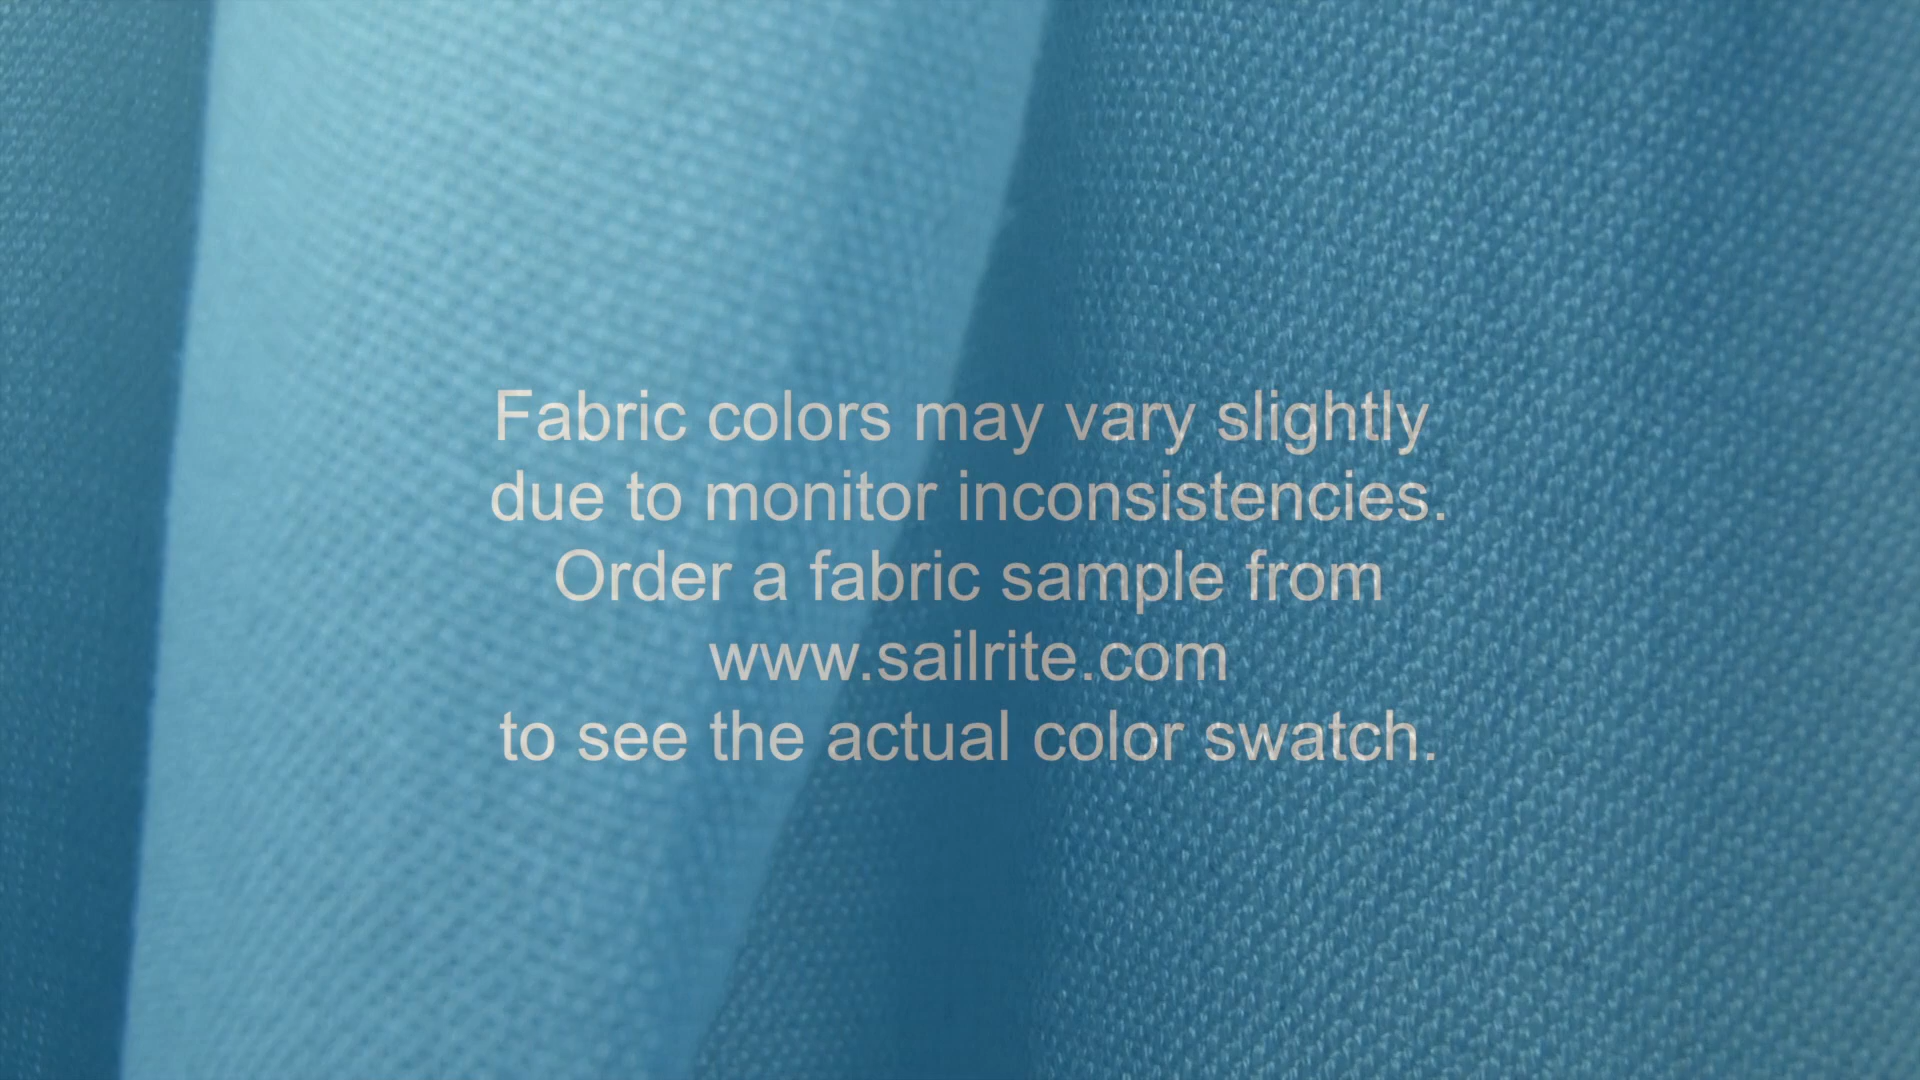 Fabric colors may vary slightly
due to monitor inconsistencies.
Order a fabric sample from
www.sailrite.com
to see the actual color swatch.